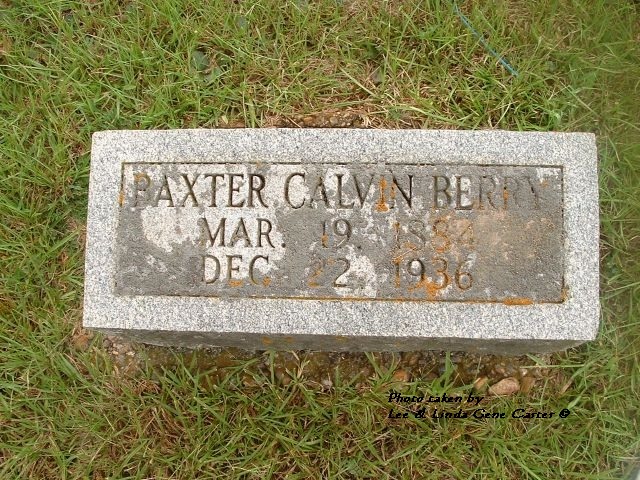 BAXTER CALVIN BERRY
MAR. 19, 1884
DEC. 22, 1936
Photo taken by
Lee & Linda Gene Carter ©